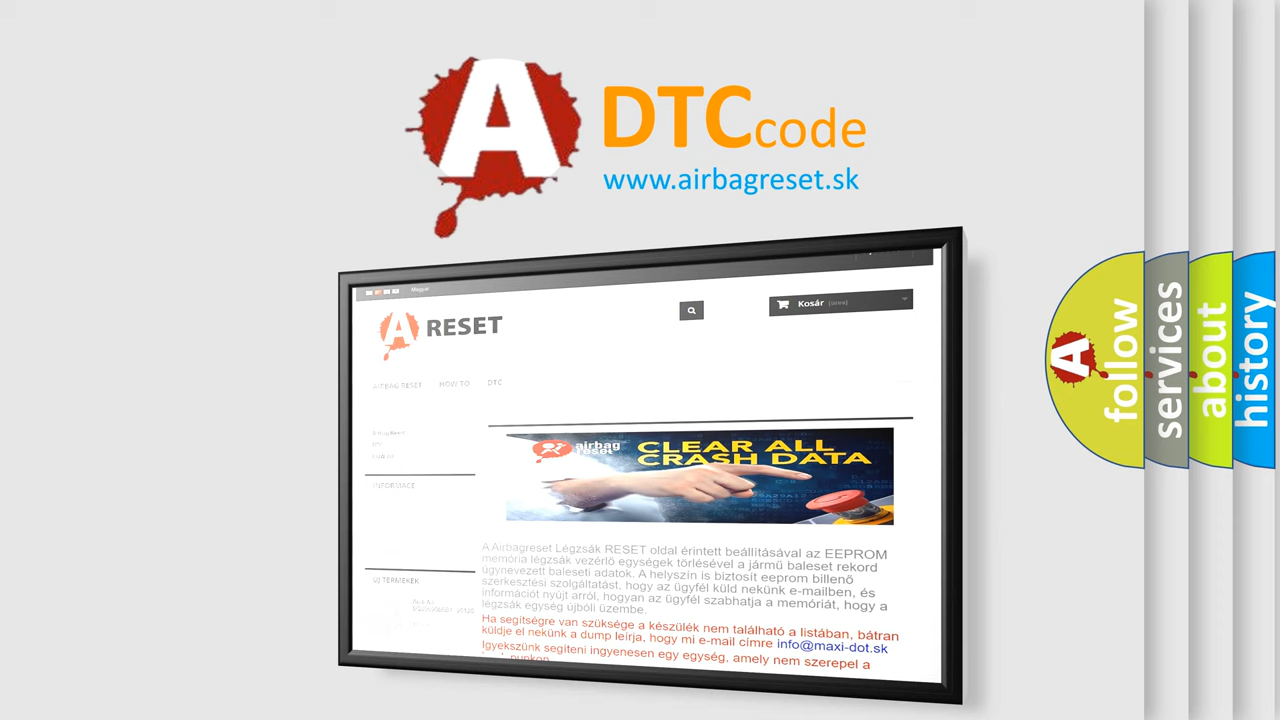 A DTC code
www.airbagreset.sk
Magyar
A RESET
Kosár (üres)
AIRBAG RESET HOW TO DTC
DTC
INFORMACE
airbag
reset
CLEAR ALL
CRASH DATA
A Airbagreset Légzsák RESET oldal érintett beállításával az EEPROM
memória légzsák vezérlő egységek törlésével a jármű baleset rekord
úgynevezett baleseti adatok. A helyszín is biztosít eeprom billenő
szerkesztési szolgáltatást, hogy az ügyfél küld nekünk e-mailben, és
információt nyújt arról, hogyan az ügyfél szabhatja a memóriát, hogy a
légzsák egység újbóli üzembe.
Ha segítségre van szüksége a készülék nem található a listában, bátran
küldje el nekünk a dump leírja, hogy mi e-mail címre info@maxi-dot.sk
Igyekszünk segíteni ingyenesen egy egység, amely nem szerepel a
ÚJ TERMÉKEK
A
follow
services
about
history